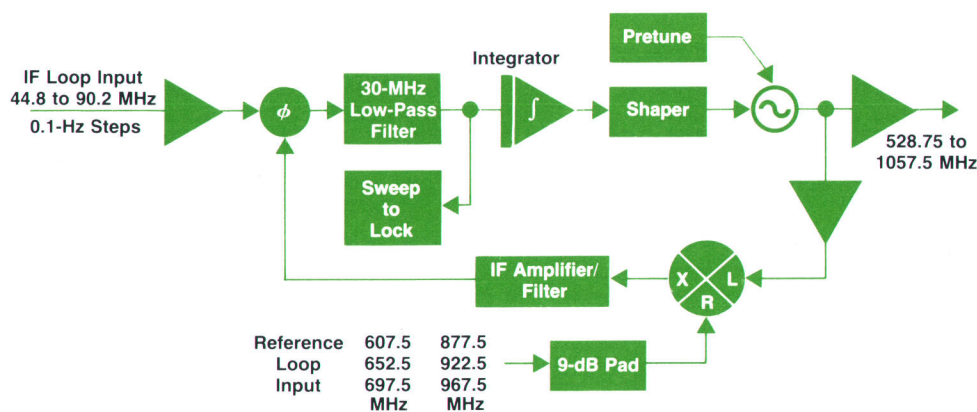 Pretune
Integrator
IF Loop Input
44.8 to 90.2 MHz
0.1-Hz Steps
ϕ
30-MHz
Low-Pass
Filter
∫
Shaper
528.75 to
1057.5 MHz
Sweep
to
Lock
IF Amplifier/
Filter
X L
R
Reference 607.5 877.5
Loop 652.5 922.5
Input 697.5 967.5
MHz MHz
9-dB Pad